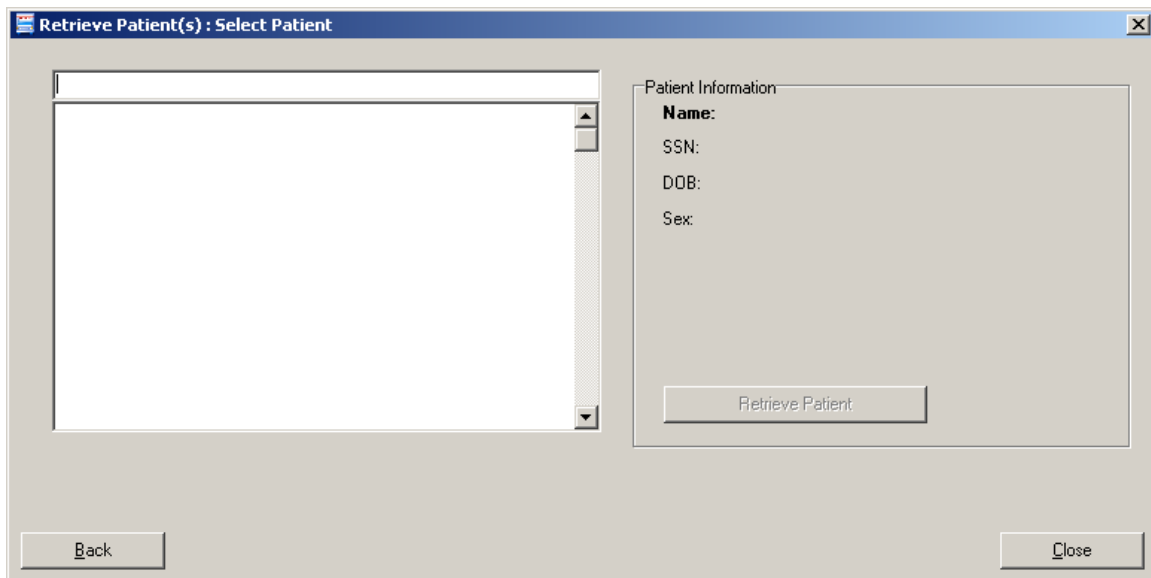 Retrieve Patient(s) : Select Patient
Patient Information
Name:
SSN:
DOB:
Sex:
Retrieve Patient
Back
Close